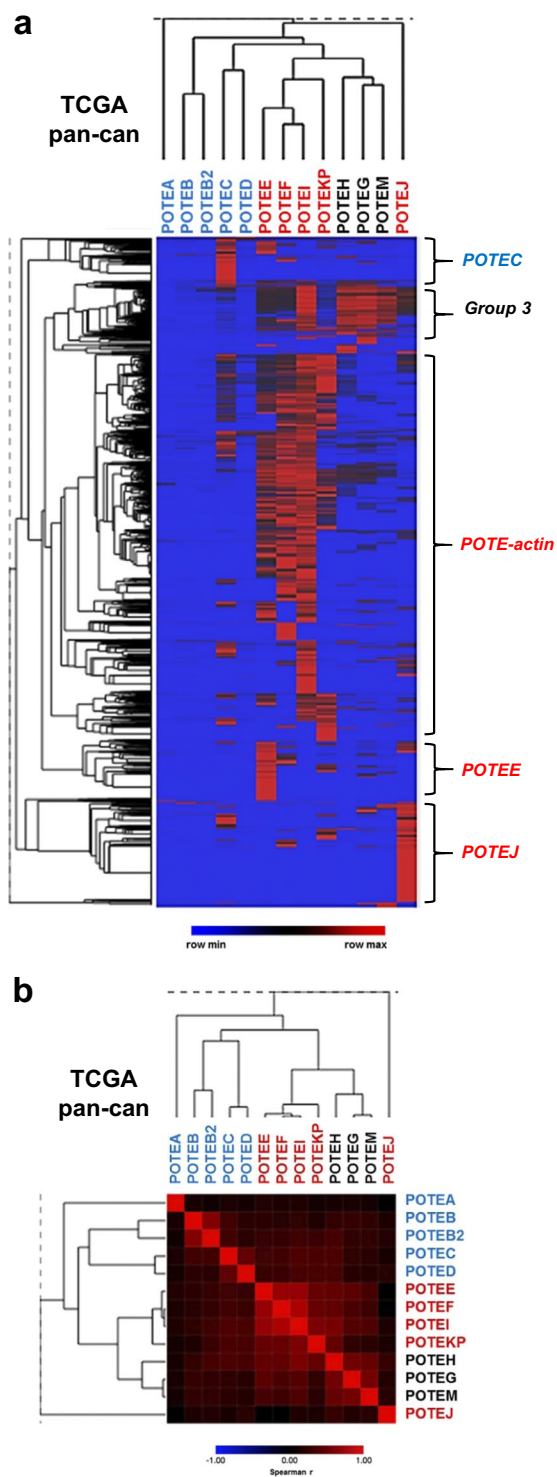 a
TCGA
pan-can
POTEA
POTEB
POTEB2
POTEC
POTED
POTEE
POTEF
POTEI
POTEKP
POTEH
POTEG
POTEM
POTEJ
POTEC
Group 3
POTE-actin
POTEE
POTEJ
row min
row max
b
TCGA
pan-can
POTEA
POTEB
POTEB2
POTEC
POTED
POTEE
POTEF
POTEI
POTEKP
POTEH
POTEG
POTEM
POTEJ
POTEA
POTEB
POTEB2
POTEC
POTED
POTEE
POTEF
POTEI
POTEKP
POTEH
POTEG
POTEM
POTEJ
-1.00 0.00 1.00
Spearman r